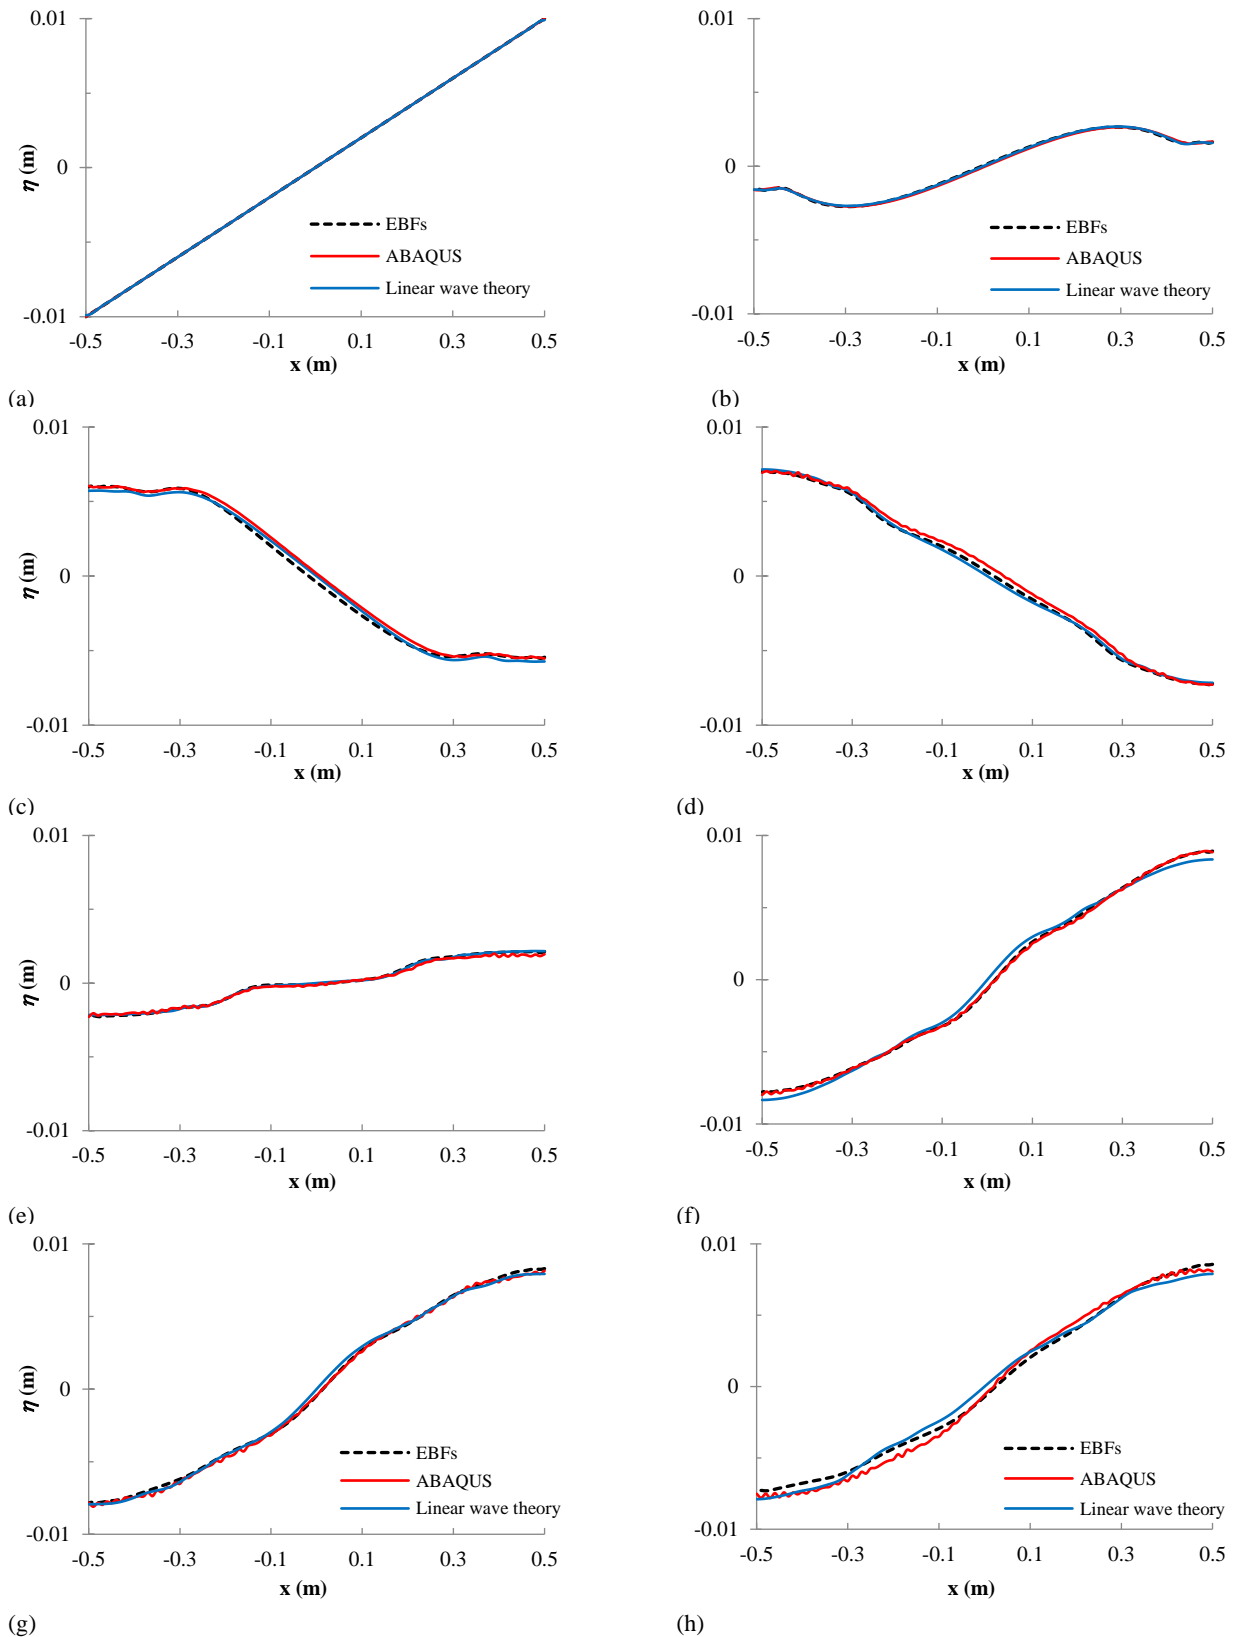 0.01
0
-0.01
η (m)
EBFs
ABAQUS
Linear wave theory
-0.5 -0.3 -0.1 0.1 0.3 0.5
x (m)
(a)
0.01
0
-0.01
EBFs
ABAQUS
Linear wave theory
-0.5 -0.3 -0.1 0.1 0.3 0.5
x (m)
(b)
0.01
0
-0.01
η (m)
-0.5 -0.3 -0.1 0.1 0.3 0.5
x (m)
(c)
0.01
0
-0.01
-0.5 -0.3 -0.1 0.1 0.3 0.5
x (m)
(d)
0.01
0
-0.01
η (m)
-0.5 -0.3 -0.1 0.1 0.3 0.5
x (m)
(e)
0.01
0
-0.01
-0.5 -0.3 -0.1 0.1 0.3 0.5
x (m)
(f)
0.01
0
-0.01
η (m)
EBFs
ABAQUS
Linear wave theory
-0.5 -0.3 -0.1 0.1 0.3 0.5
x (m)
(g)
0.01
0
-0.01
EBFs
ABAQUS
Linear wave theory
-0.5 -0.3 -0.1 0.1 0.3 0.5
x (m)
(h)